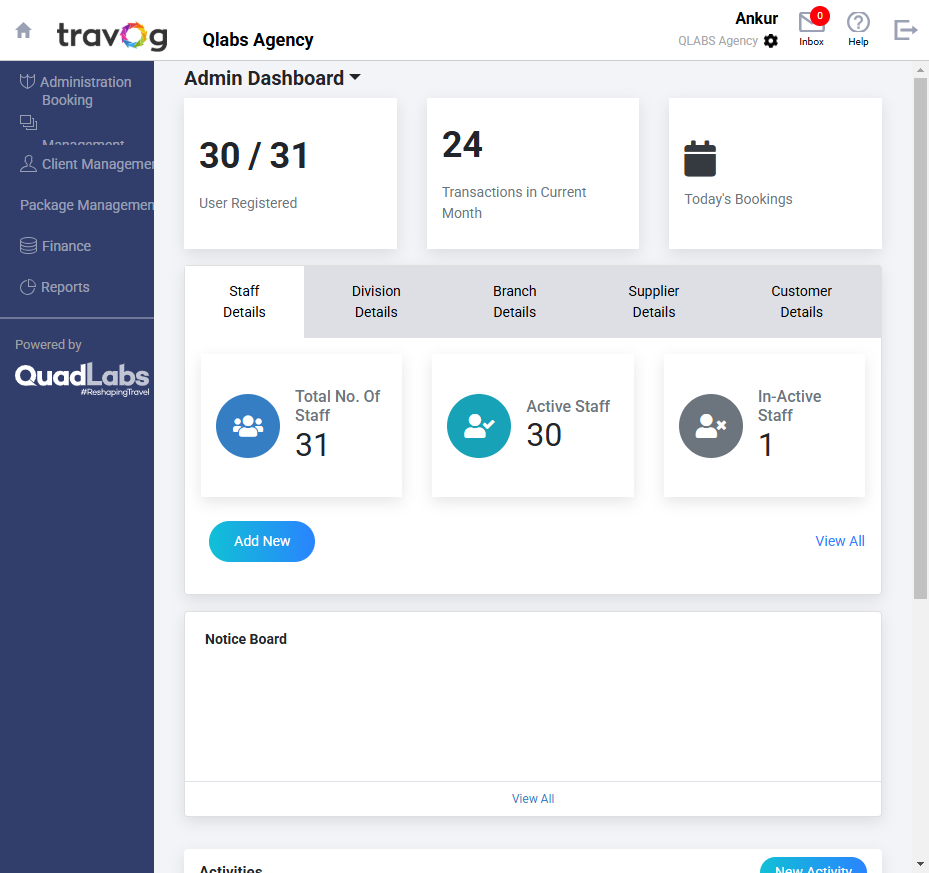 travog
Qlabs Agency
Ankur
QLABS Agency
0
Inbox
Help
Administration
Booking
Management
Client Managemen
Package Managemen
Finance
Reports
Powered by
QuadLabs
#ReshapingTravel
Admin Dashboard
30 / 31
User Registered
24
Transactions in Current
Month
Today's Bookings
Staff
Details
Division
Details
Branch
Details
Supplier
Details
Customer
Details
Total No. Of
Staff
31
Active Staff
30
In-Active
Staff
1
Add New
View All
Notice Board
View All
Activities
New Activity